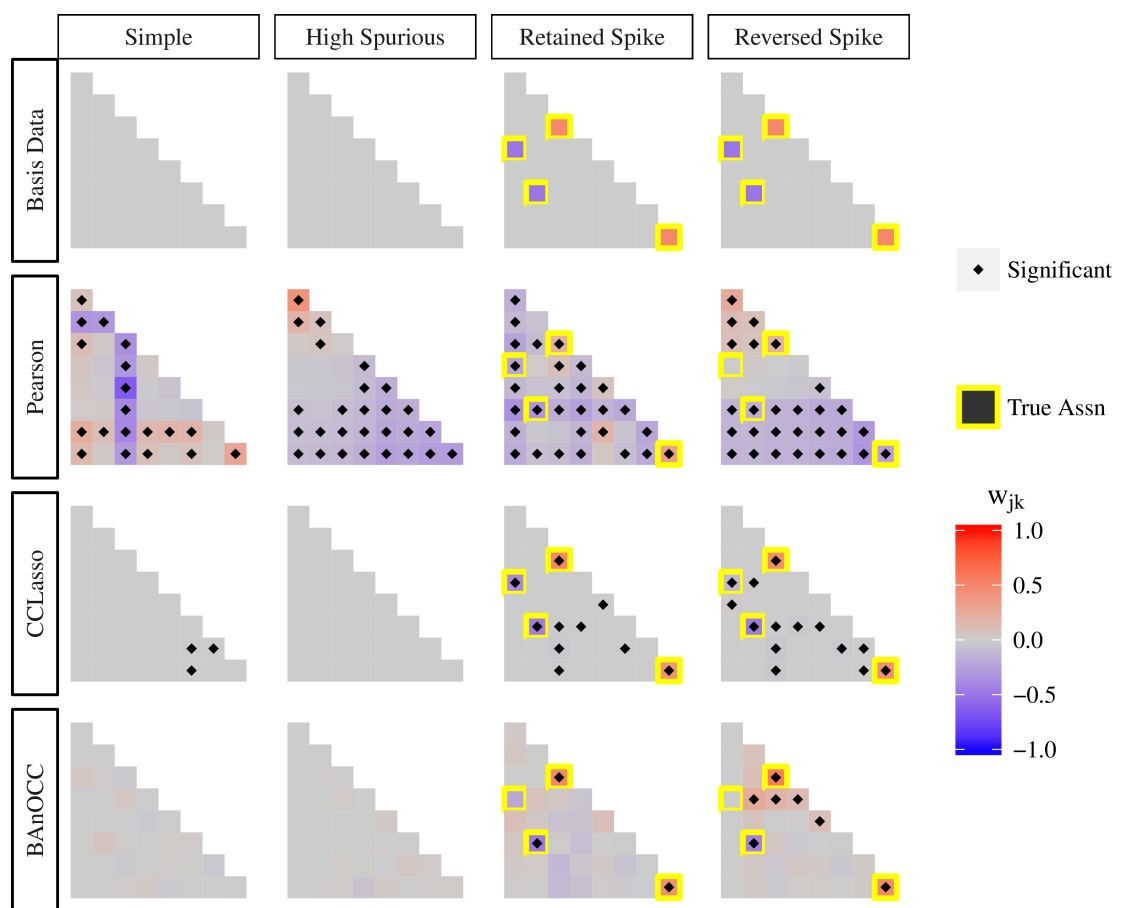 Simple
High Spurious
Retained Spike
Reversed Spike
Basis Data
Pearson
CCLasso
BAnOCC
Significant
True Assn
wjk
1.0
0.5
0.0
−0.5
−1.0